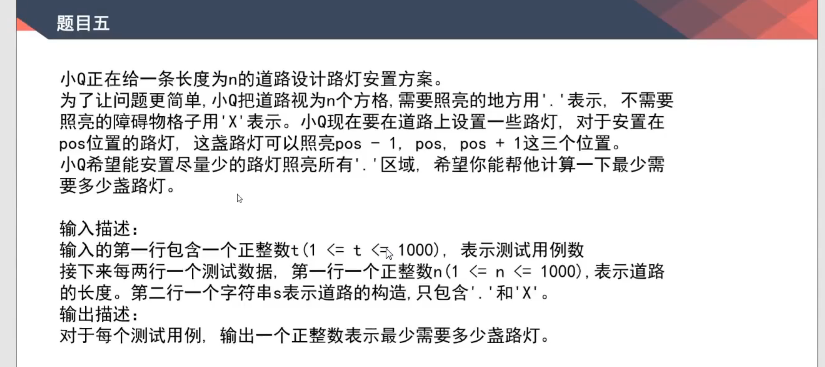 题目五
小Q正在给一条长度为n的道路设计路灯安置方案。
为了让问题更简单,小Q把道路视为n个方格,需要照亮的地方用'.'表示, 不需要
照亮的障碍物格子用'X'表示。小Q现在要在道路上设置一些路灯, 对于安置在
pos位置的路灯, 这盏路灯可以照亮pos - 1, pos, pos + 1这三个位置。
小Q希望能安置尽量少的路灯照亮所有'.'区域, 希望你能帮他计算一下最少需
要多少盏路灯。
输入描述:
输入的第一行包含一个正整数t(1 <= t <= 1000), 表示测试用例数
接下来每两行一个测试数据, 第一行一个正整数n(1 <= n <= 1000),表示道路
的长度。第二行一个字符串s表示道路的构造,只包含'.'和'X'。
输出描述:
对于每个测试用例, 输出一个正整数表示最少需要多少盏路灯。